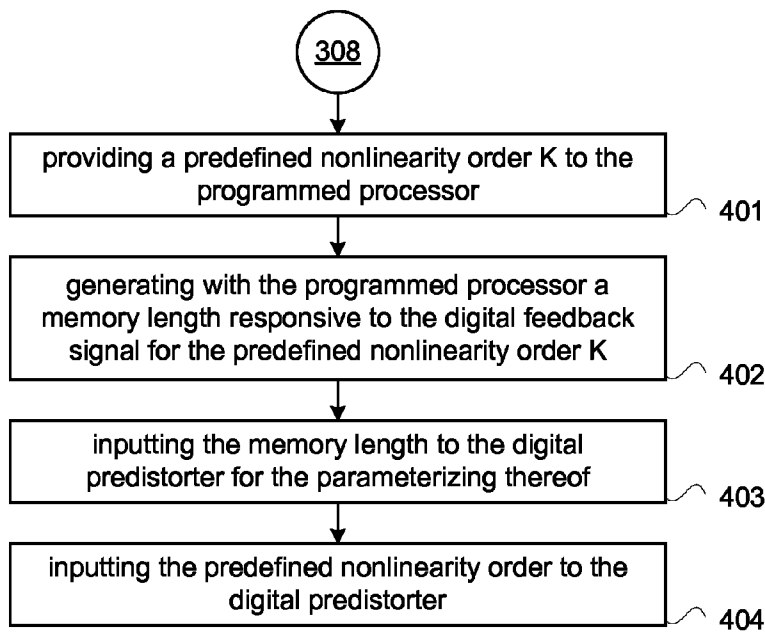 308
providing a predefined nonlinearity order K to the
programmed processor
401
generating with the programmed processor a
memory length responsive to the digital feedback
signal for the predefined nonlinearity order K
402
inputting the memory length to the digital
predistorter for the parameterizing thereof
403
inputting the predefined nonlinearity order to the
digital predistorter
404